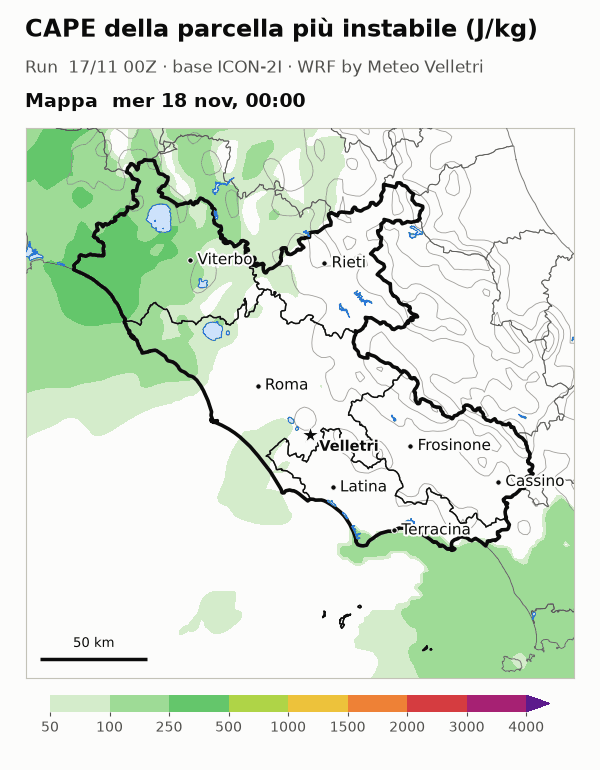 CAPE della parcella più instabile (J/kg)
Run  17/11 00Z · base ICON-2I · WRF by Meteo Velletri
Mappa  mer 18 nov, 00:00
Viterbo
Rieti
Roma
Velletri
Frosinone
Cassino
Latina
Terracina
50 km
50 100 250 500 1000 1500 2000 3000 4000